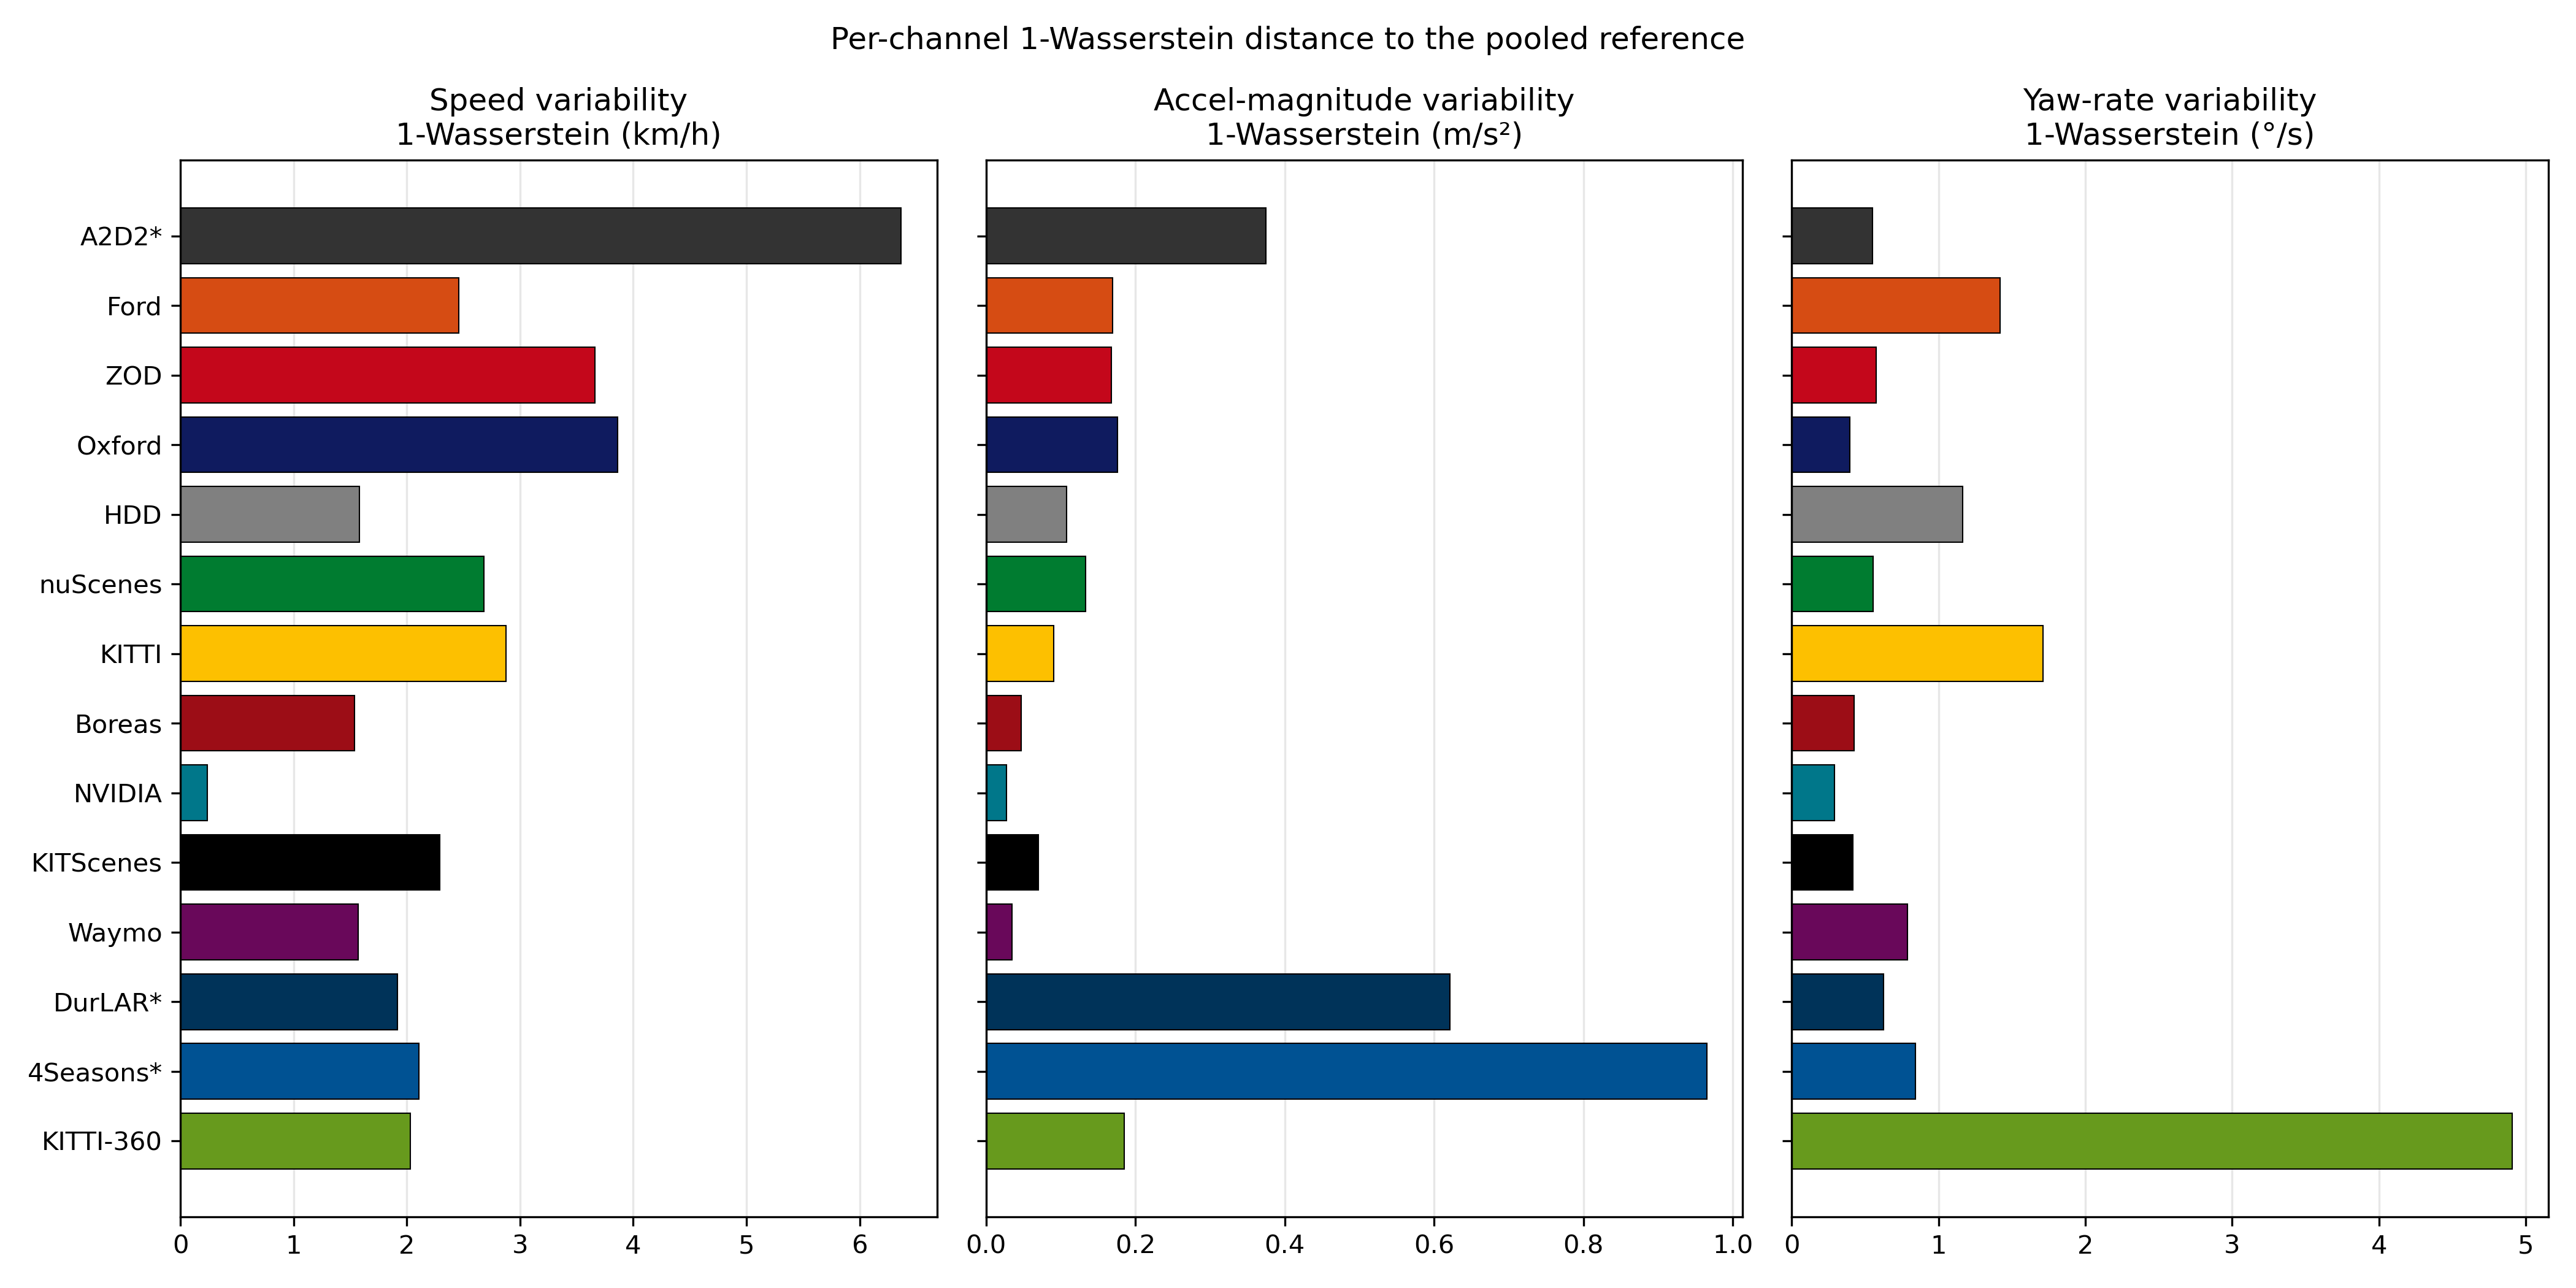 Per-channel 1-Wasserstein distance to the pooled reference
Speed variability
1-Wasserstein (km/h)
Accel-magnitude variability
1-Wasserstein (m/s²)
Yaw-rate variability
1-Wasserstein (°/s)
A2D2*
Ford
ZOD
Oxford
HDD
nuScenes
KITTI
Boreas
NVIDIA
KITScenes
Waymo
DurLAR*
4Seasons*
KITTI-360
0 1 2 3 4 5 6
0.0 0.2 0.4 0.6 0.8 1.0
0 1 2 3 4 5